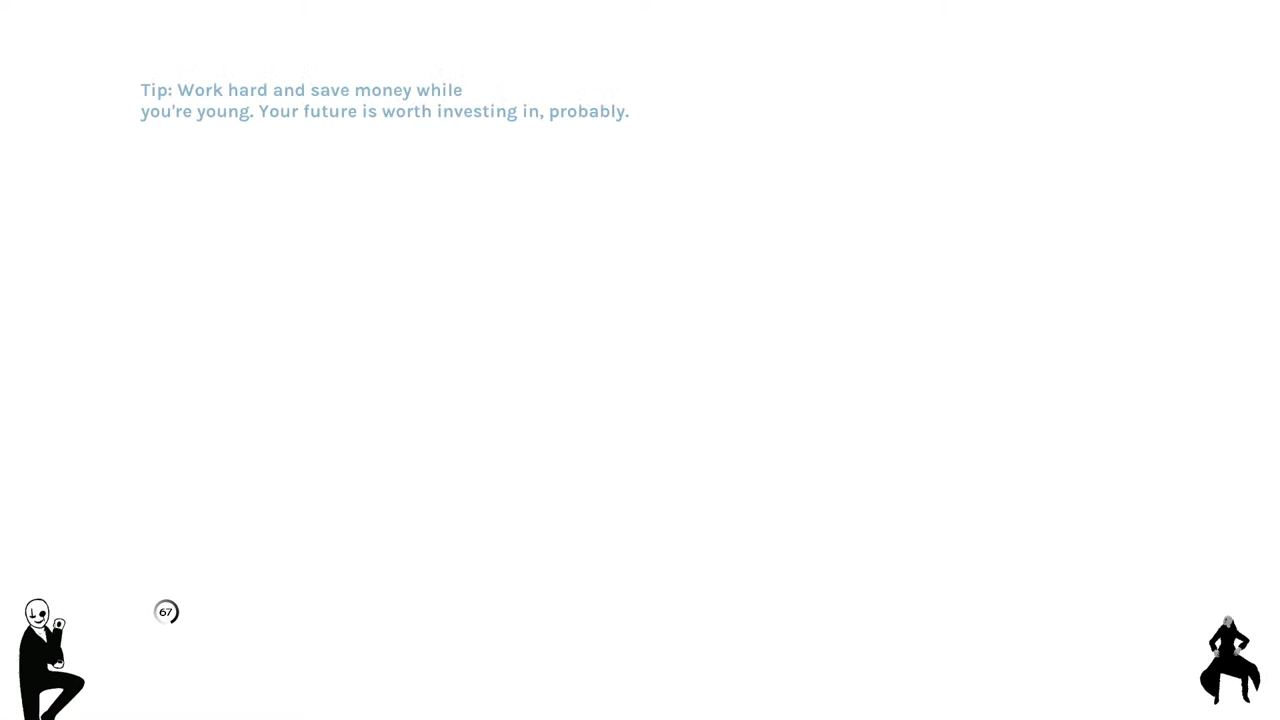 Tip: Work hard and save money while
you're young. Your future is worth investing in, probably.
67